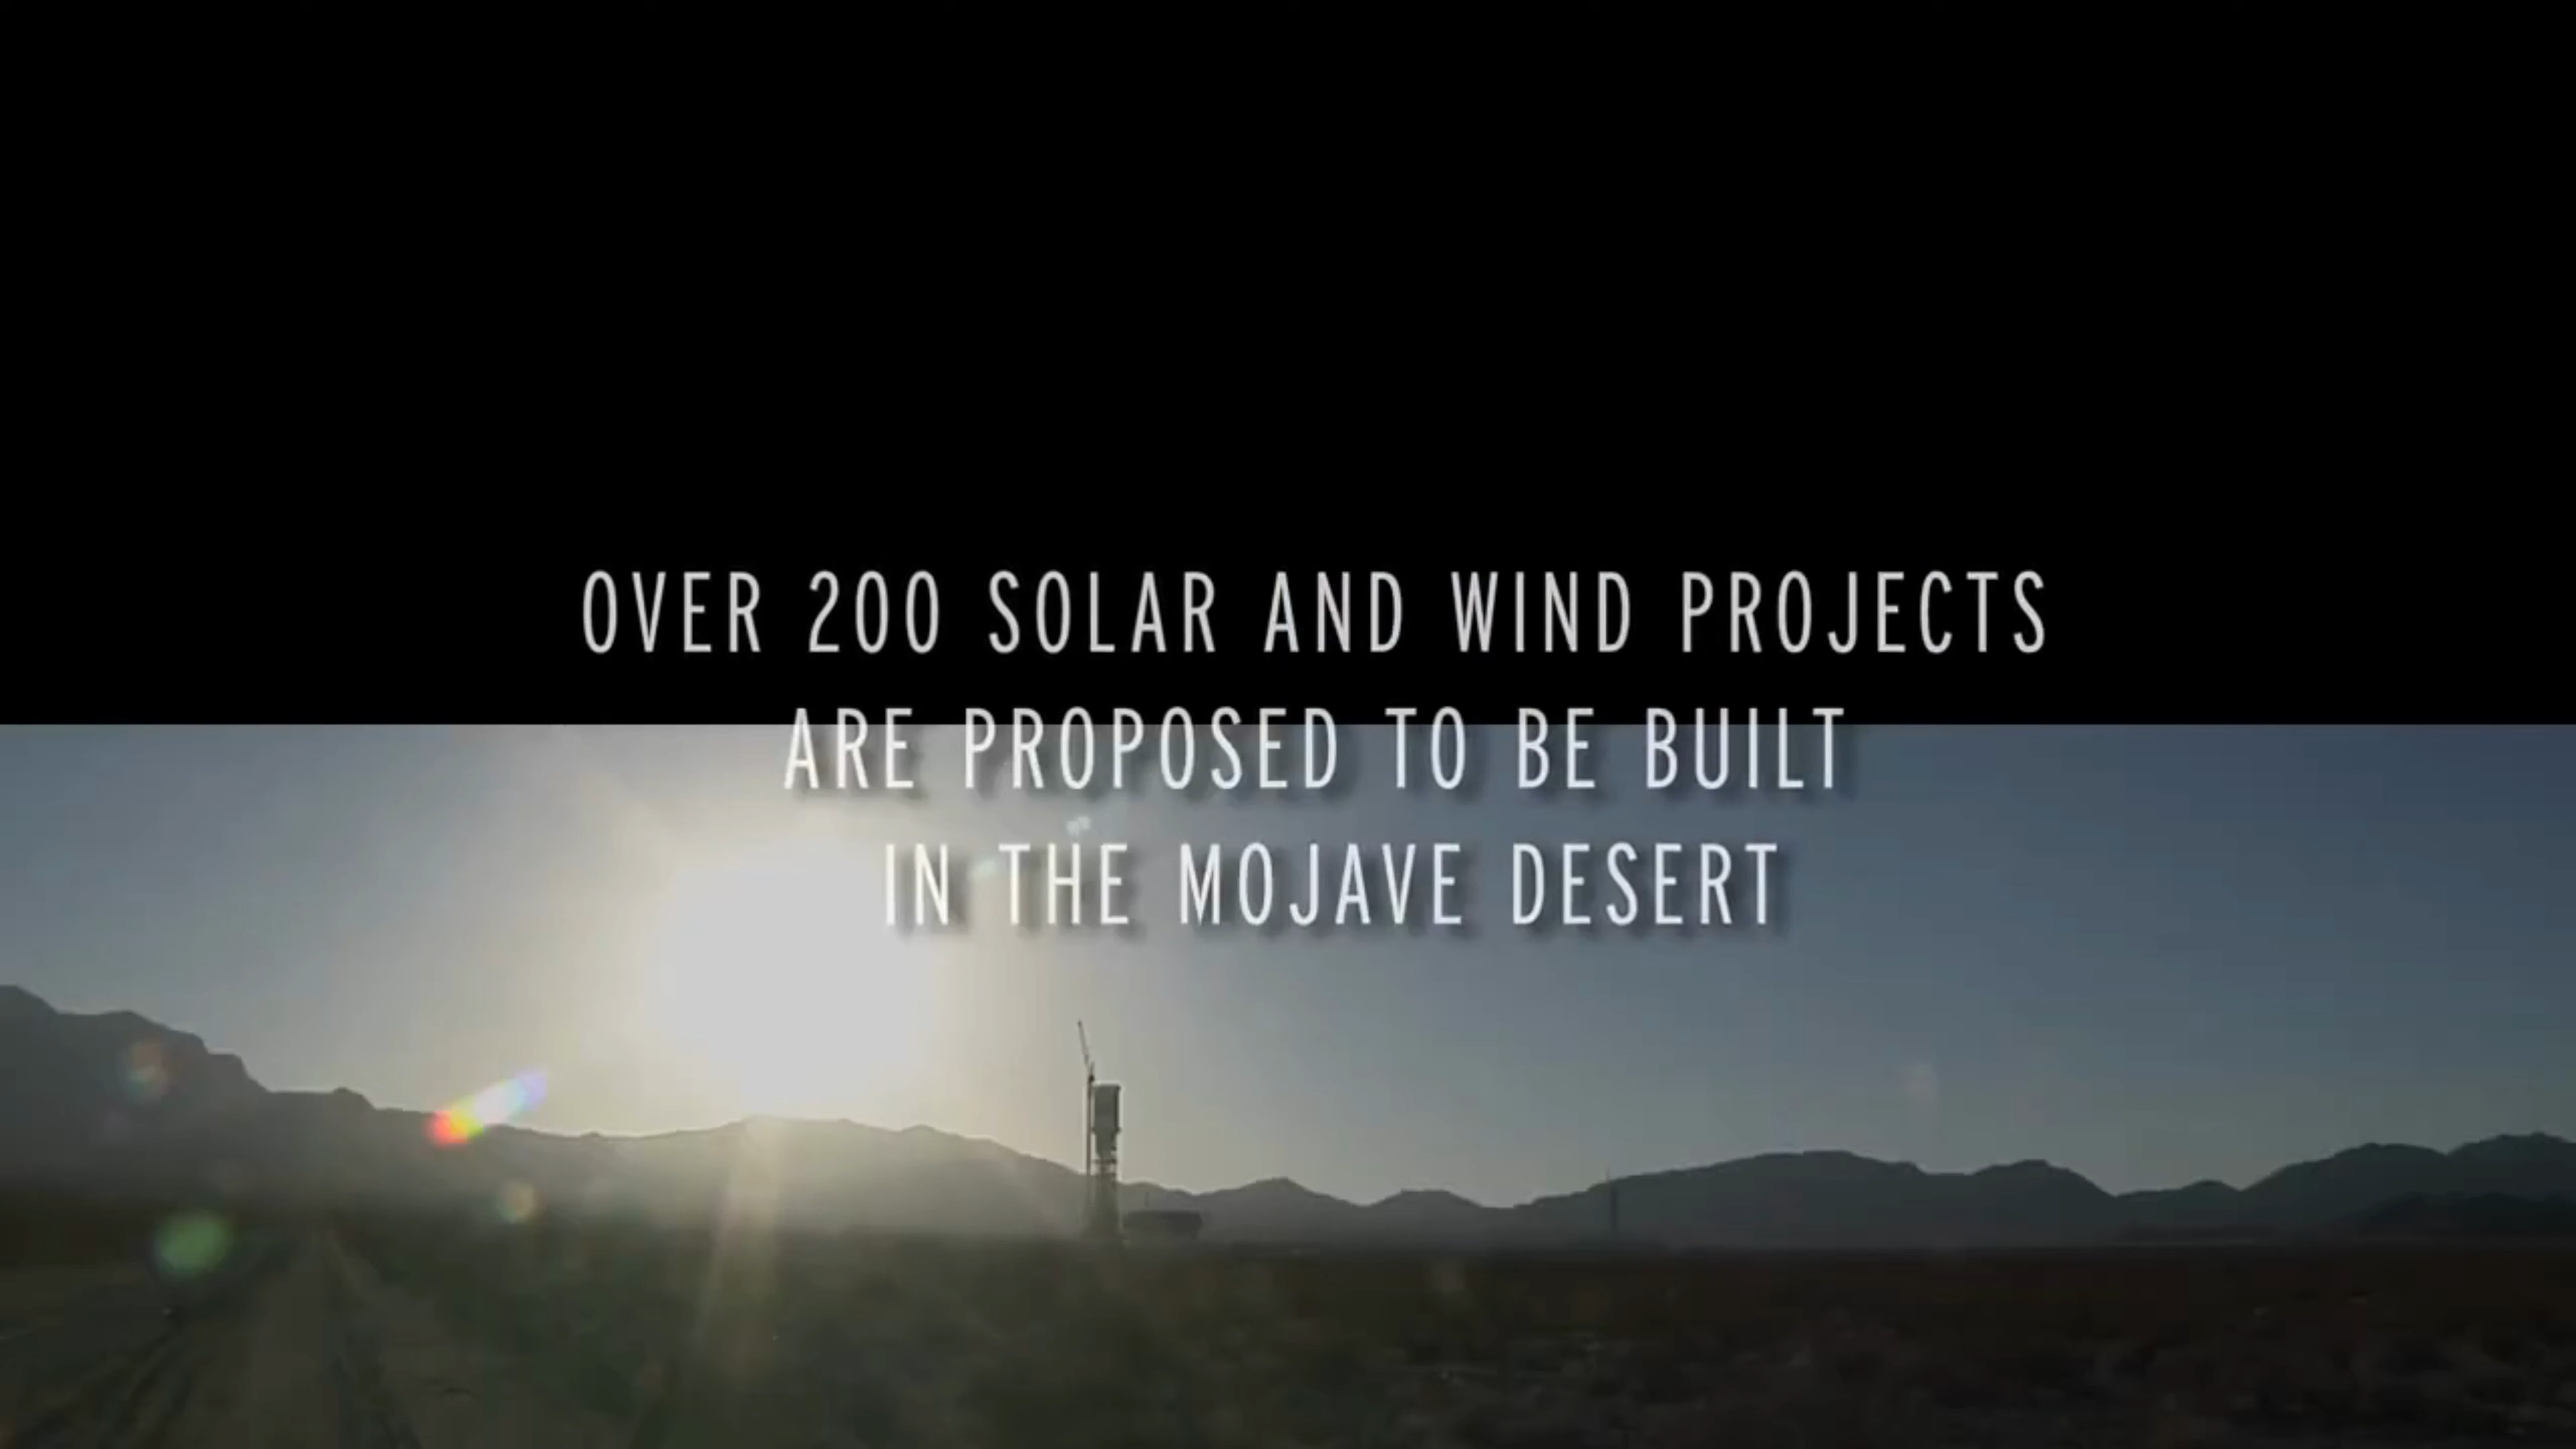 OVER 200 SOLAR AND WIND PROJECTS
ARE PROPOSED TO BE BUILT
IN THE MOJAVE DESERT